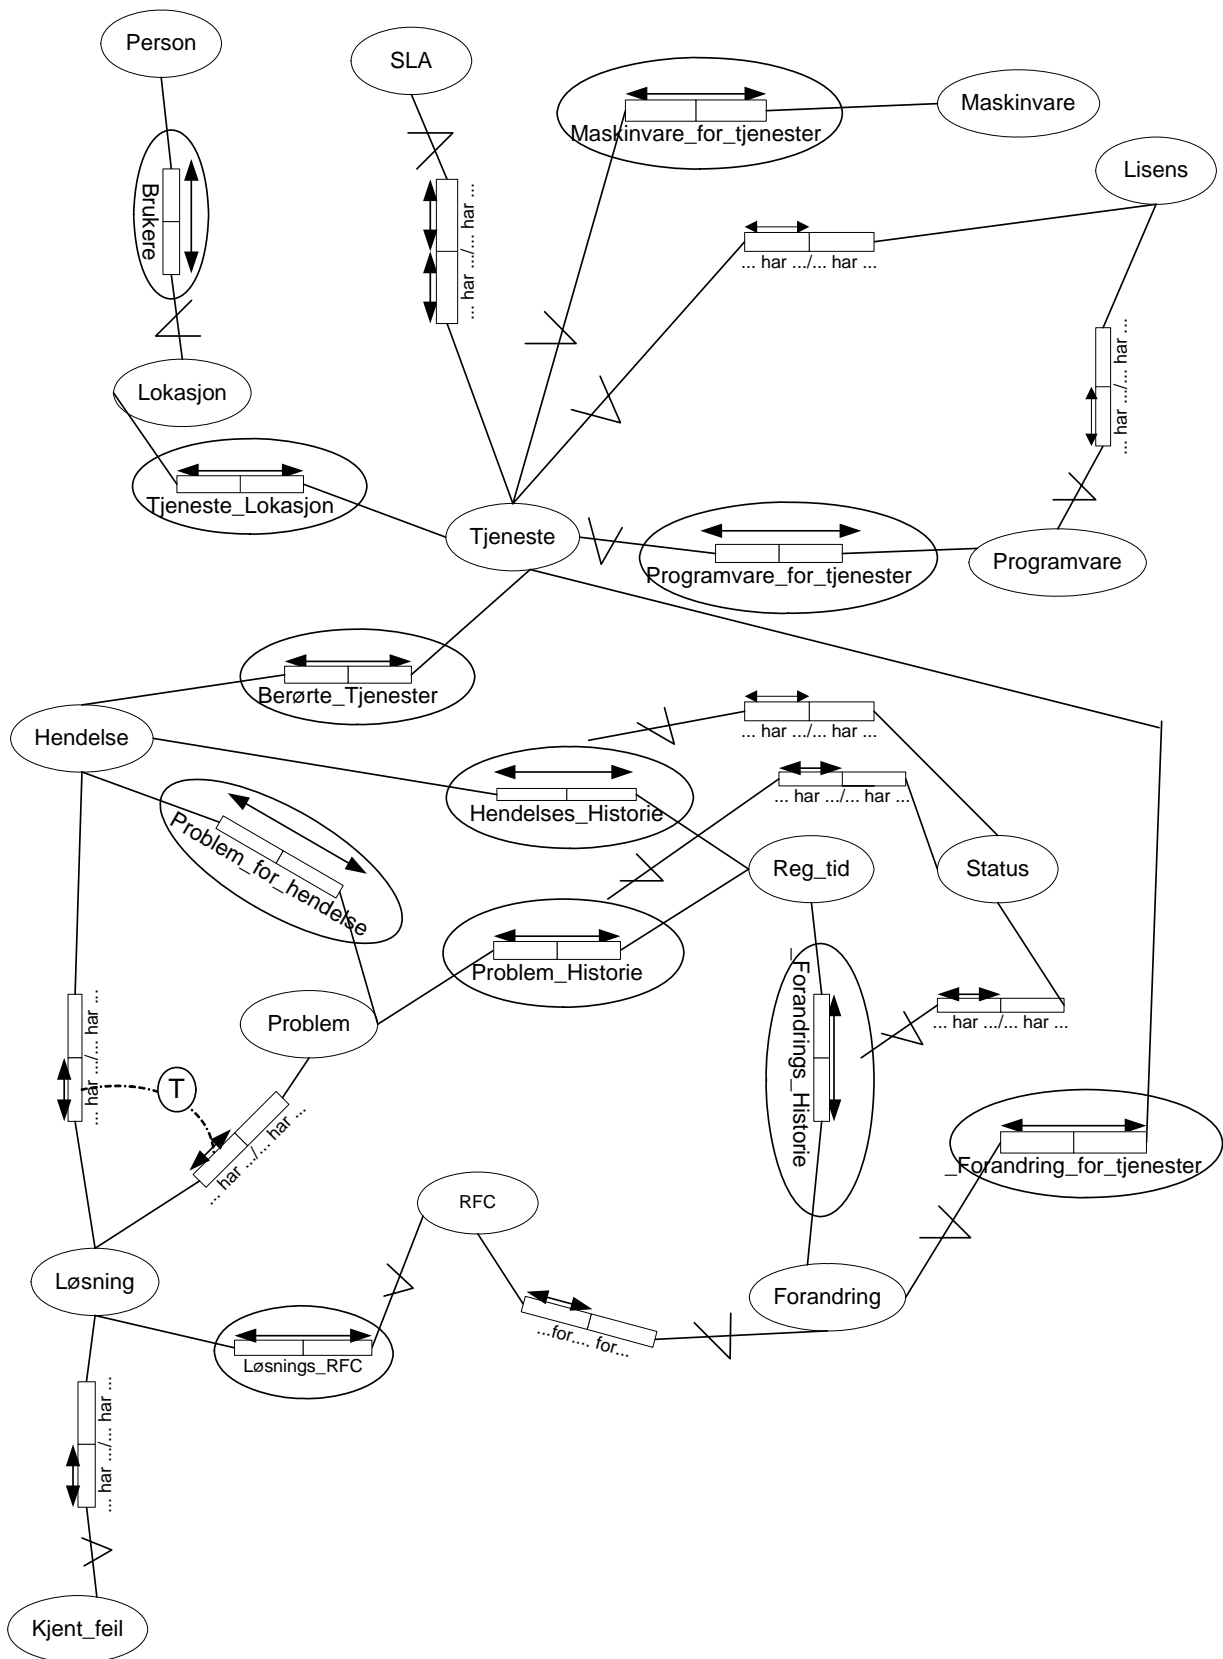 Person
SLA
Maskinvare_for_tjenester
Maskinvare
Lisens
Brukere
... har .../... har ...
... har .../... har ...
... har .../... har ...
Lokasjon
Tjeneste_Lokasjon
Tjeneste
Programvare_for_tjenester
Programvare
Berørte_Tjenester
Hendelse
... har .../... har ...
... har .../... har ...
Hendelses_Historie
Problem_for_hendelse
Reg_tid
Status
Problem_Historie
_Forandrings_Historie
... har .../... har ...
Problem
... har .../... har ...
T
... har .../... har ...
_Forandring_for_tjenester
RFC
Løsning
Forandring
...for.... for...
Løsnings_RFC
... har .../... har ...
Kjent_feil